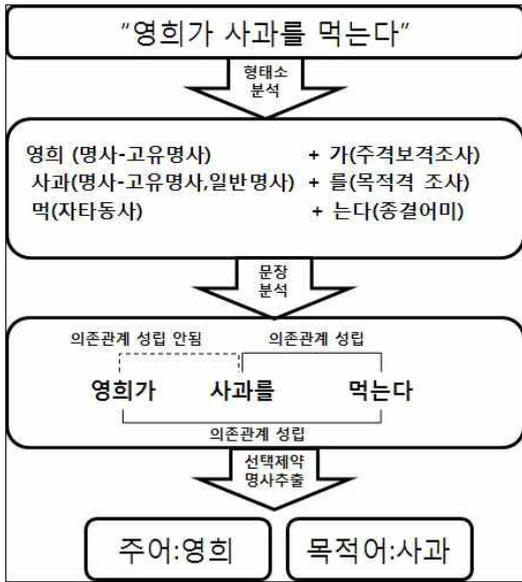 "영희가 사과를 먹는다"
형태소
분석
영희 (명사-고유명사) + 가(주격보격조사)
사과(명사-고유명사,일반명사) + 를(목적격 조사)
먹(자타동사) + 는다(종결어미)
문장
분석
의존관계 성립 안됨 의존관계 성립
영희가 사과를 먹는다
의존관계 성립
선택제약
명사추출
주어:영희 목적어:사과